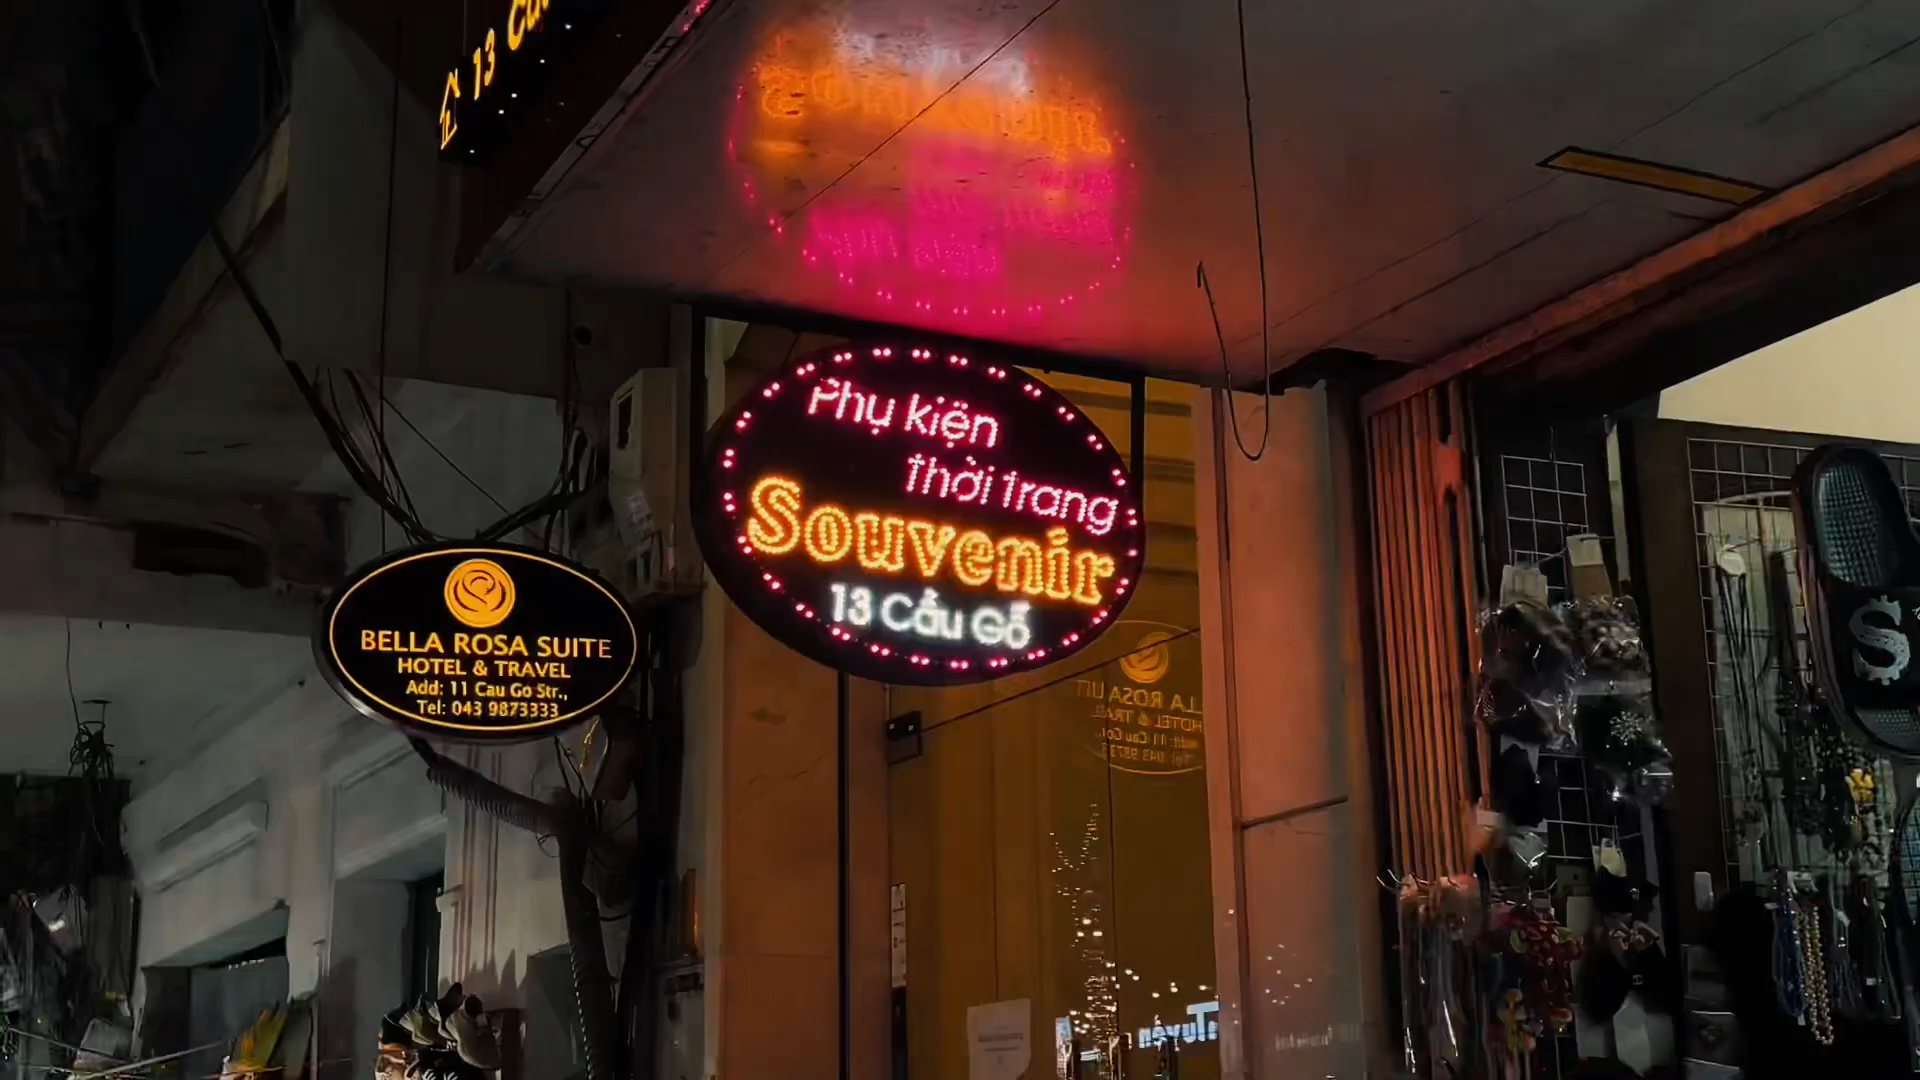 13 Cầ
Phụ kiện
thời trang
Souvenir
13 Cầu Gỗ
BELLA ROSA SUITE
HOTEL & TRAVEL
Add: 11 Cau Go Str.,
Tel: 043 9873333